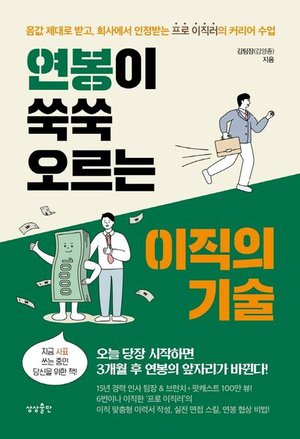 몸값 제대로 받고, 회사에서 인정받는 프로 이직러의 커리어 수업
김팀장(김영종)
지음
연봉이
쑥쑥
오르는
이직의
기술
10000
지금 사표
쓰는 중인
당신을 위한 책!
오늘 당장 시작하면
3개월 후 연봉의 앞자리가 바뀐다!
15년 경력 인사 팀장 & 브런치 + 팟캐스트 100만 뷰!
6번이나 이직한 '프로 이직러'의
이직 맞춤형 이력서 작성, 실전 면접 스킬, 연봉 협상 비법!
상상출판